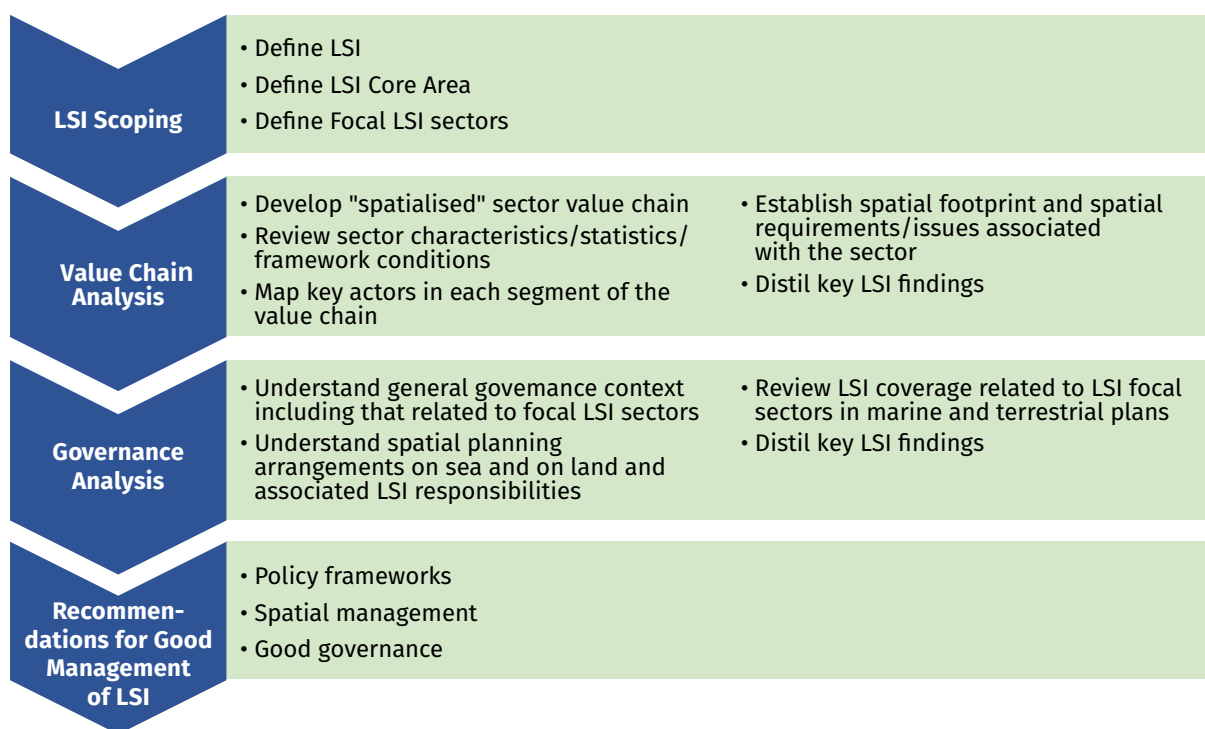 LSI Scoping
• Define LSI
• Define LSI Core Area
• Define Focal LSI sectors
Value Chain
Analysis
• Develop "spatialised" sector value chain
• Review sector characteristics/statistics/
framework conditions
• Map key actors in each segment of the
value chain
• Establish spatial footprint and spatial
requirements/issues associated
with the sector
• Distil key LSI findings
Governance
Analysis
• Understand general govemance context
including that related to focal LSI sectors
• Understand spatial planning
arrangements on sea and on land and
associated LSI responsibilities
• Review LSI coverage related to LSI focal
sectors in marine and terrestrial plans
• Distil key LSI findings
Recommen-
dations for Good
Management
of LSI
• Policy frameworks
• Spatial management
• Good governance